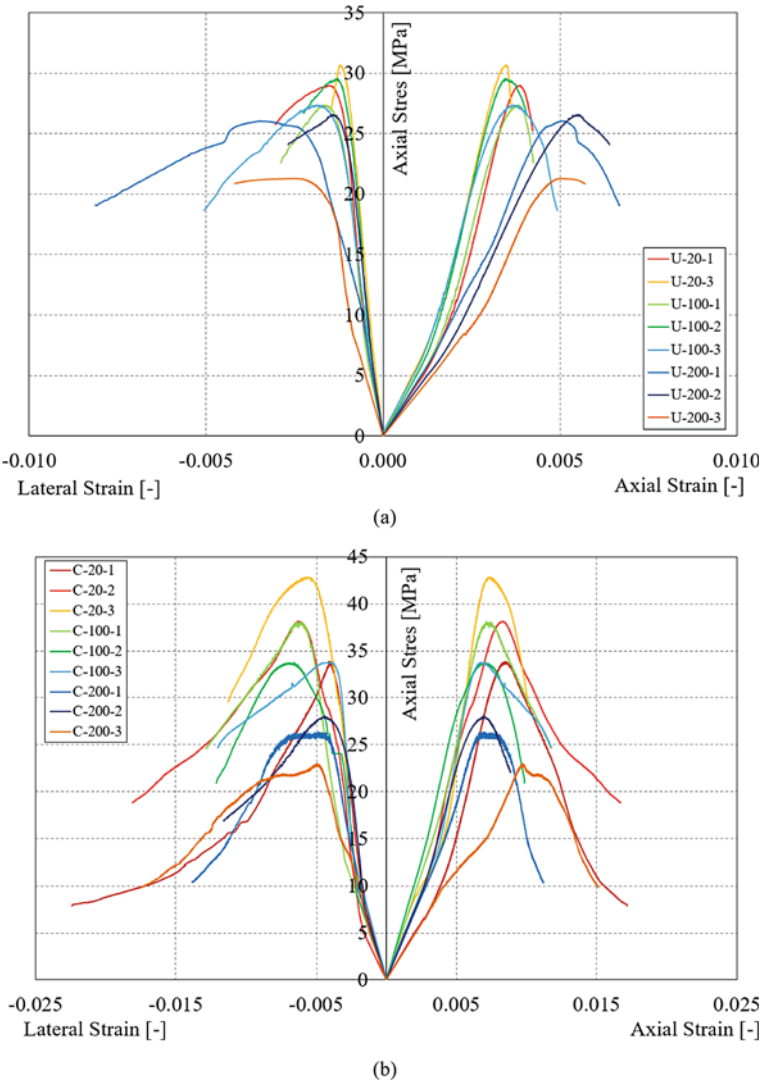 35
30
25
20
15
10
5
0
Axial Stres [MPa]
U-20-1
U-20-3
U-100-1
U-100-2
U-100-3
U-200-1
U-200-2
U-200-3
-0.010 -0.005 0.000 0.005 0.010
Lateral Strain [-] Axial Strain [-]
(a)
45
40
35
30
25
20
15
10
5
0
Axial Stres [MPa]
C-20-1
C-20-2
C-20-3
C-100-1
C-100-2
C-100-3
C-200-1
C-200-2
C-200-3
-0.025 -0.015 -0.005 0.005 0.015 0.025
Lateral Strain [-] Axial Strain [-]
(b)